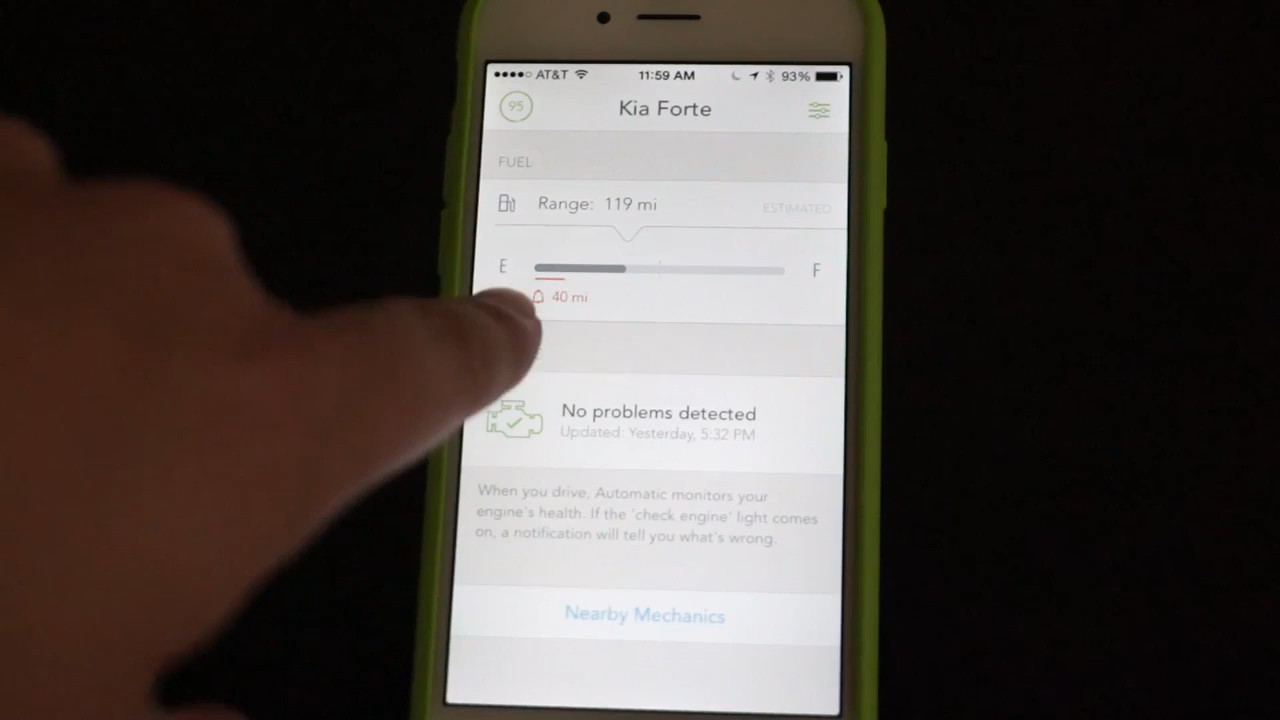 AT&T 11:59 AM 93%
95 Kia Forte
FUEL
Range: 119 mi ESTIMATED
E F
40 mi
No problems detected
Updated: Yesterday, 5:32 PM
When you drive, Automatic monitors your
engine's health. If the 'check engine' light comes
on, a notification will tell you what's wrong.
Nearby Mechanics